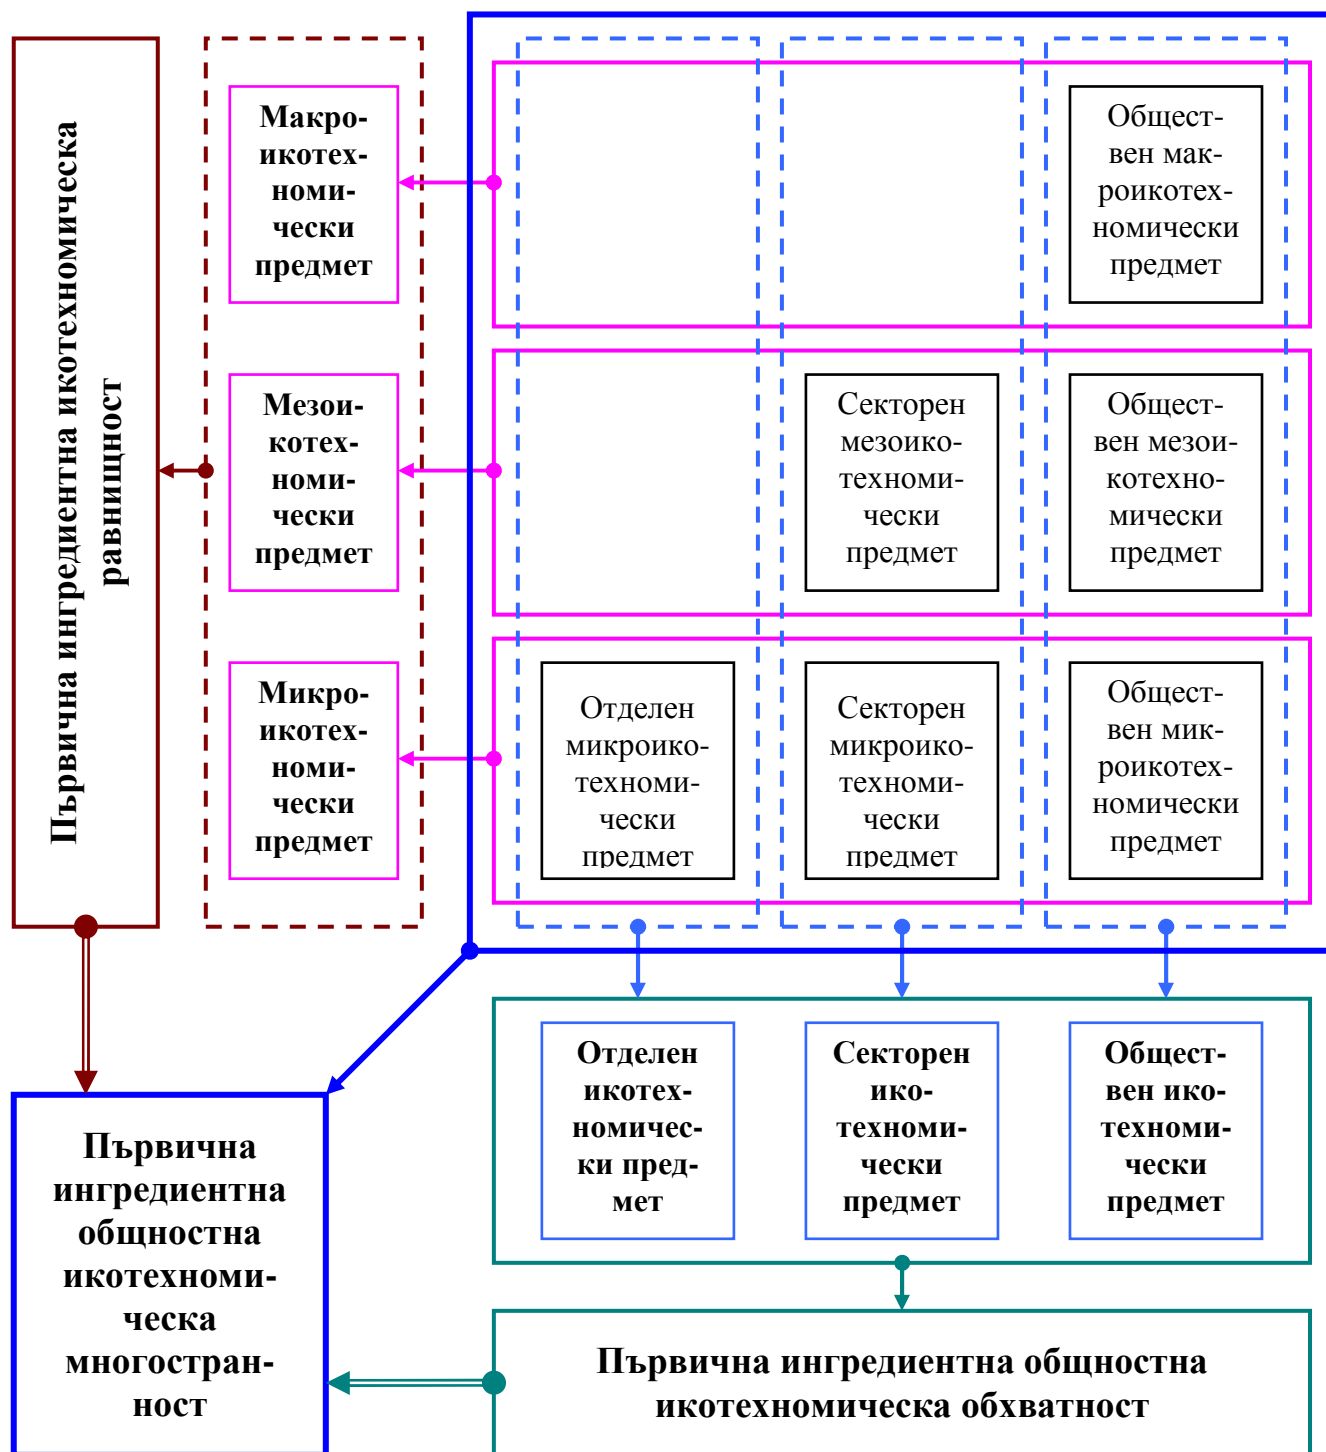 Първична ингредиентна икотехномическа
равнищност
Макро-
икотех-
номи-
чески
предмет
Общест-
вен мак-
роикотех-
номически
предмет
Мезои-
котех-
номи-
чески
предмет
Секторен
мезоико-
техноми-
чески
предмет
Общест-
вен мезои-
котехно-
мически
предмет
Микро-
икотех-
номи-
чески
предмет
Отделен
микроико-
техноми-
чески
предмет
Секторен
микроико-
техноми-
чески
предмет
Общест-
вен мик-
роикотех-
номически
предмет
Отделен
икотех-
номичес-
ки пред-
мет
Секторен
ико-
техноми-
чески
предмет
Общест-
вен ико-
техноми-
чески
предмет
Първична
ингредиентна
общностна
икотехноми-
ческа
многостран-
ност
Първична ингредиентна общностна
икотехномическа обхватност